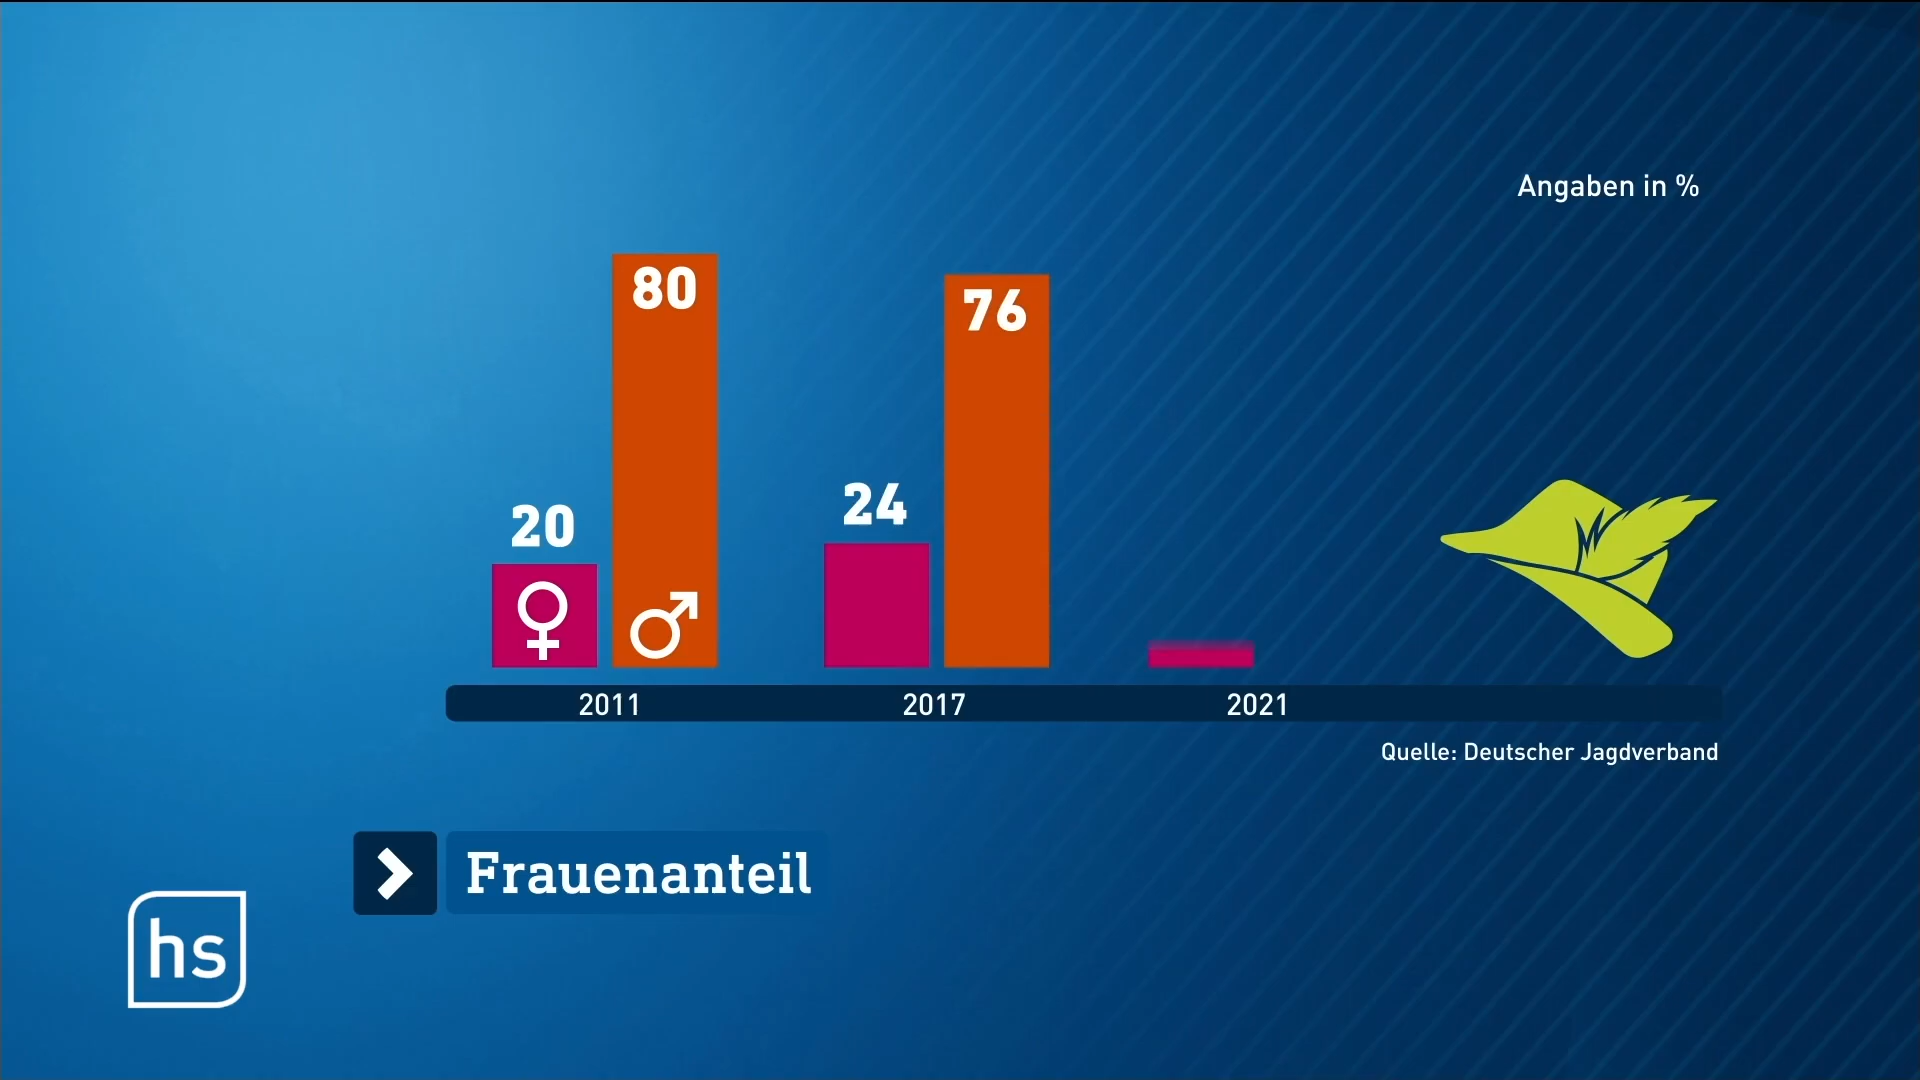 Angaben in %
80
76
20
24
2011
2017
2021
Quelle: Deutscher Jagdverband
Frauenanteil
hs